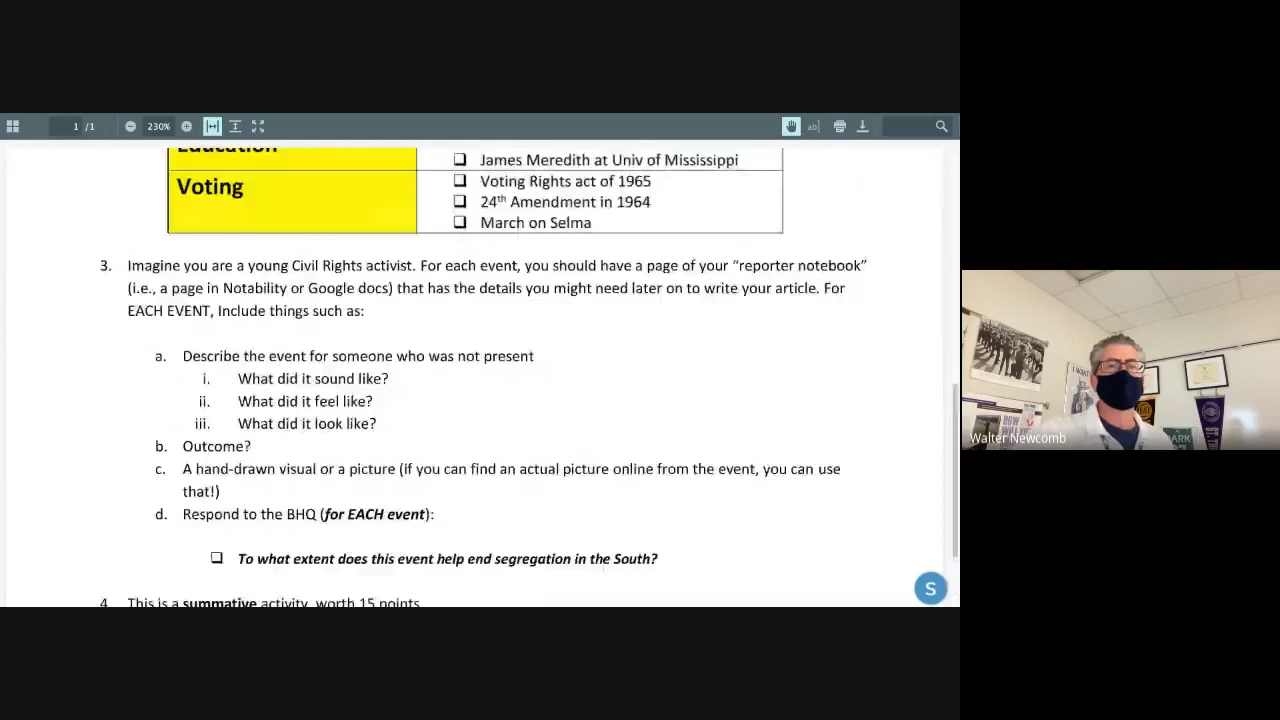 1 /1
230%
Education
James Meredith at Univ of Mississippi
Voting
Voting Rights act of 1965
24th Amendment in 1964
March on Selma
3. Imagine you are a young Civil Rights activist. For each event, you should have a page of your “reporter notebook”
(i.e., a page in Notability or Google docs) that has the details you might need later on to write your article. For
EACH EVENT, Include things such as:
a. Describe the event for someone who was not present
i. What did it sound like?
ii. What did it feel like?
iii. What did it look like?
b. Outcome?
c. A hand-drawn visual or a picture (if you can find an actual picture online from the event, you can use
that!)
d. Respond to the BHQ (for EACH event):
To what extent does this event help end segregation in the South?
4. This is a summative activity, worth 15 points
S
Walter Newcomb